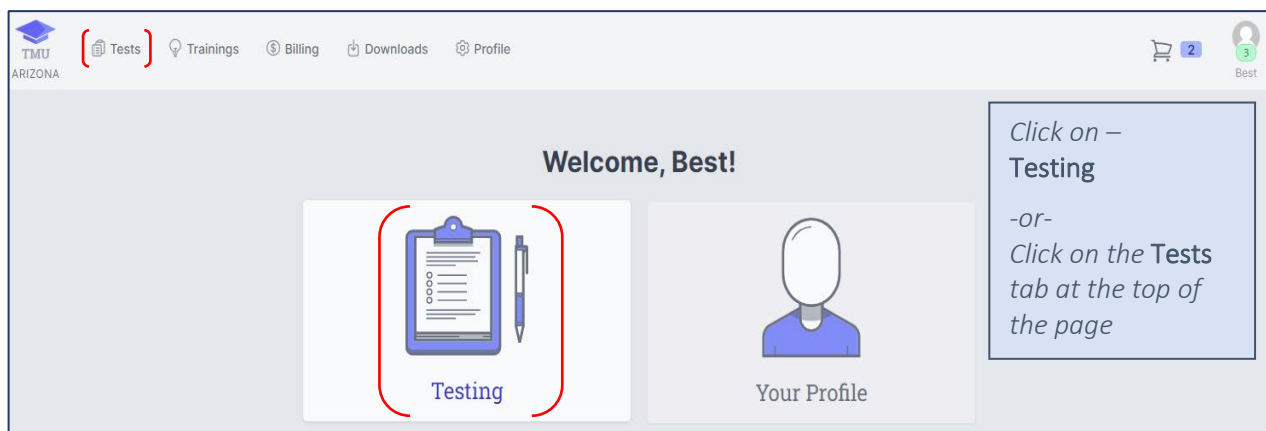 TMU
ARIZONA
Tests
Trainings
Billing
Downloads
Profile
2
3
Best
Welcome, Best!
Testing
Your Profile
Click on –
Testing
-or-
Click on the Tests
tab at the top of
the page